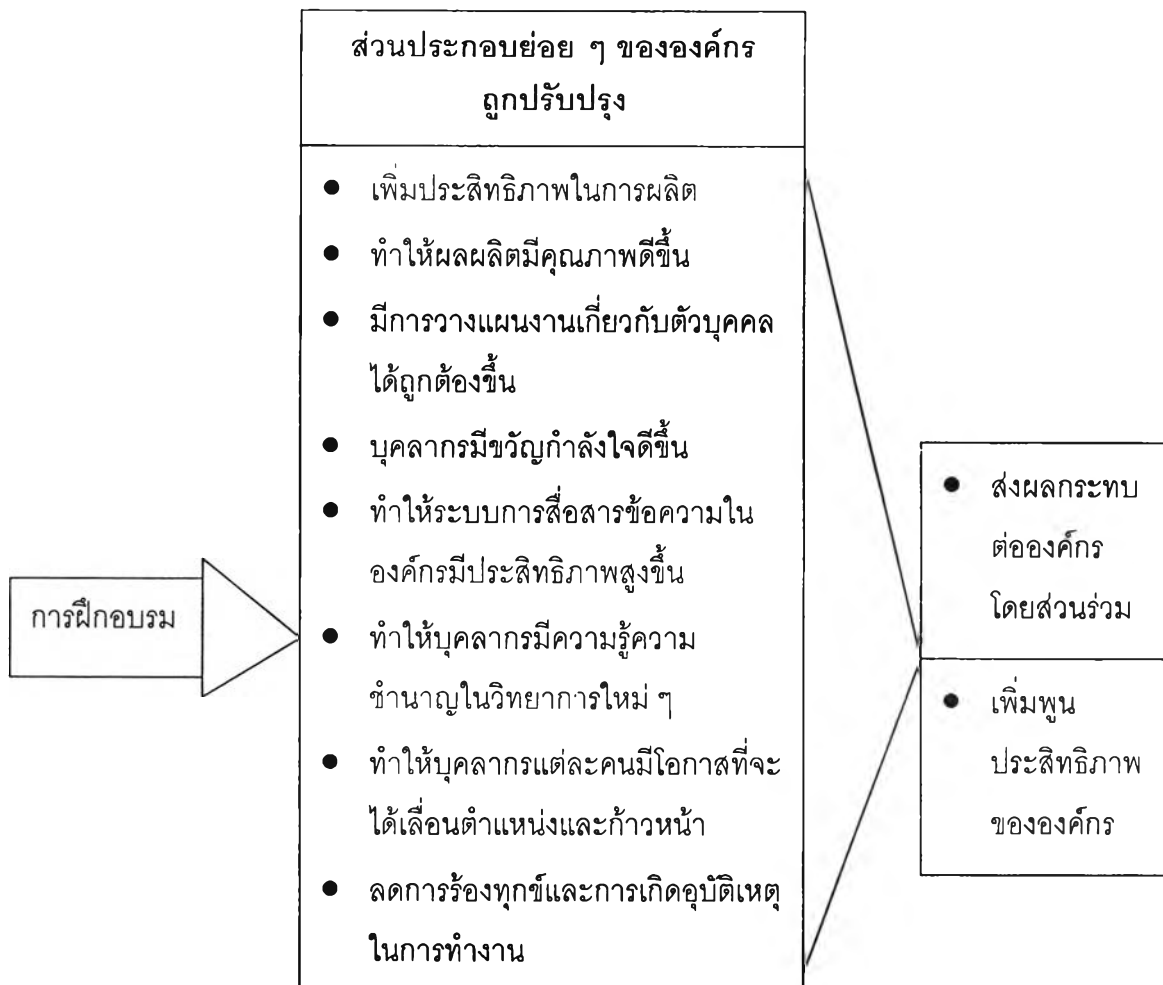 ส่วนประกอบย่อย ๆ ขององค์กร
ถูกปรับปรุง
● เพิ่มประสิทธิภาพในการผลิต
● ทำให้ผลผลิตมีคุณภาพดีขึ้น
● มีการวางแผนงานเกี่ยวกับตัวบุคคล
ได้ถูกต้องขึ้น
● บุคลากรมีขวัญกำลังใจดีขึ้น
● ทำให้ระบบการสื่อสารข้อความใน
องค์กรมีประสิทธิภาพสูงขึ้น
● ทำให้บุคลากรมีความรู้ความ
ชำนาญในวิทยาการใหม่ ๆ
● ทำให้บุคลากรแต่ละคนมีโอกาสที่จะ
ได้เลื่อนตำแหน่งและก้าวหน้า
● ลดการร้องทุกข์และการเกิดอุบัติเหตุ
ในการทำงาน
การฝึกอบรม
● ส่งผลกระทบ
ต่อองค์กร
โดยส่วนร่วม
● เพิ่มพูน
ประสิทธิภาพ
ขององค์กร